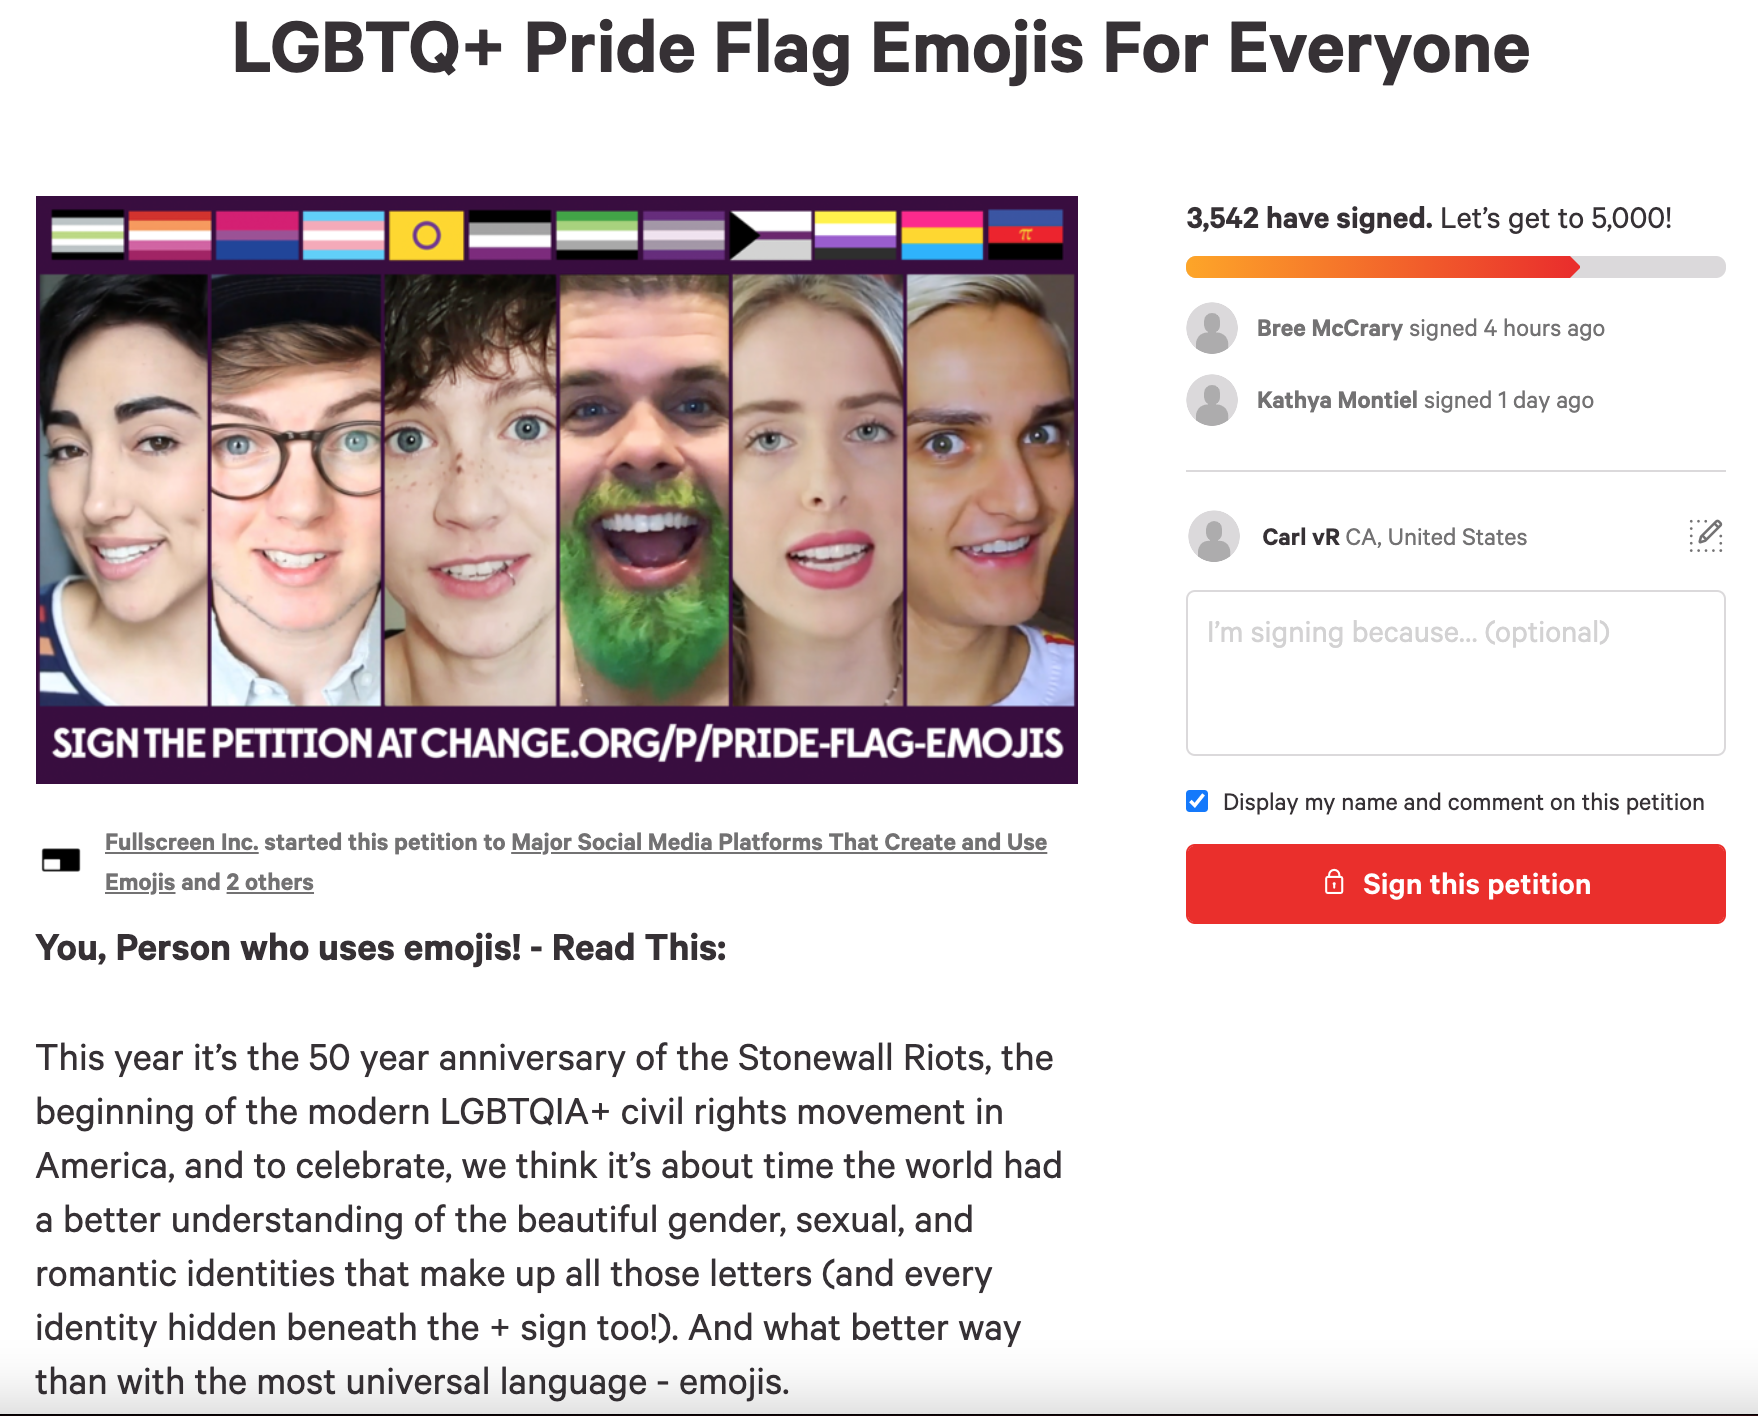 LGBTQ+ Pride Flag Emojis For Everyone
π
SIGN THE PETITION AT CHANGE.ORG/P/PRIDE-FLAG-EMOJIS
Fullscreen Inc. started this petition to Major Social Media Platforms That Create and Use
Emojis and 2 others
You, Person who uses emojis! - Read This:
This year it’s the 50 year anniversary of the Stonewall Riots, the
beginning of the modern LGBTQIA+ civil rights movement in
America, and to celebrate, we think it’s about time the world had
a better understanding of the beautiful gender, sexual, and
romantic identities that make up all those letters (and every
identity hidden beneath the + sign too!). And what better way
than with the most universal language - emojis.
3,542 have signed. Let’s get to 5,000!
Bree McCrary signed 4 hours ago
Kathya Montiel signed 1 day ago
Carl vR CA, United States
I’m signing because... (optional)
Display my name and comment on this petition
Sign this petition